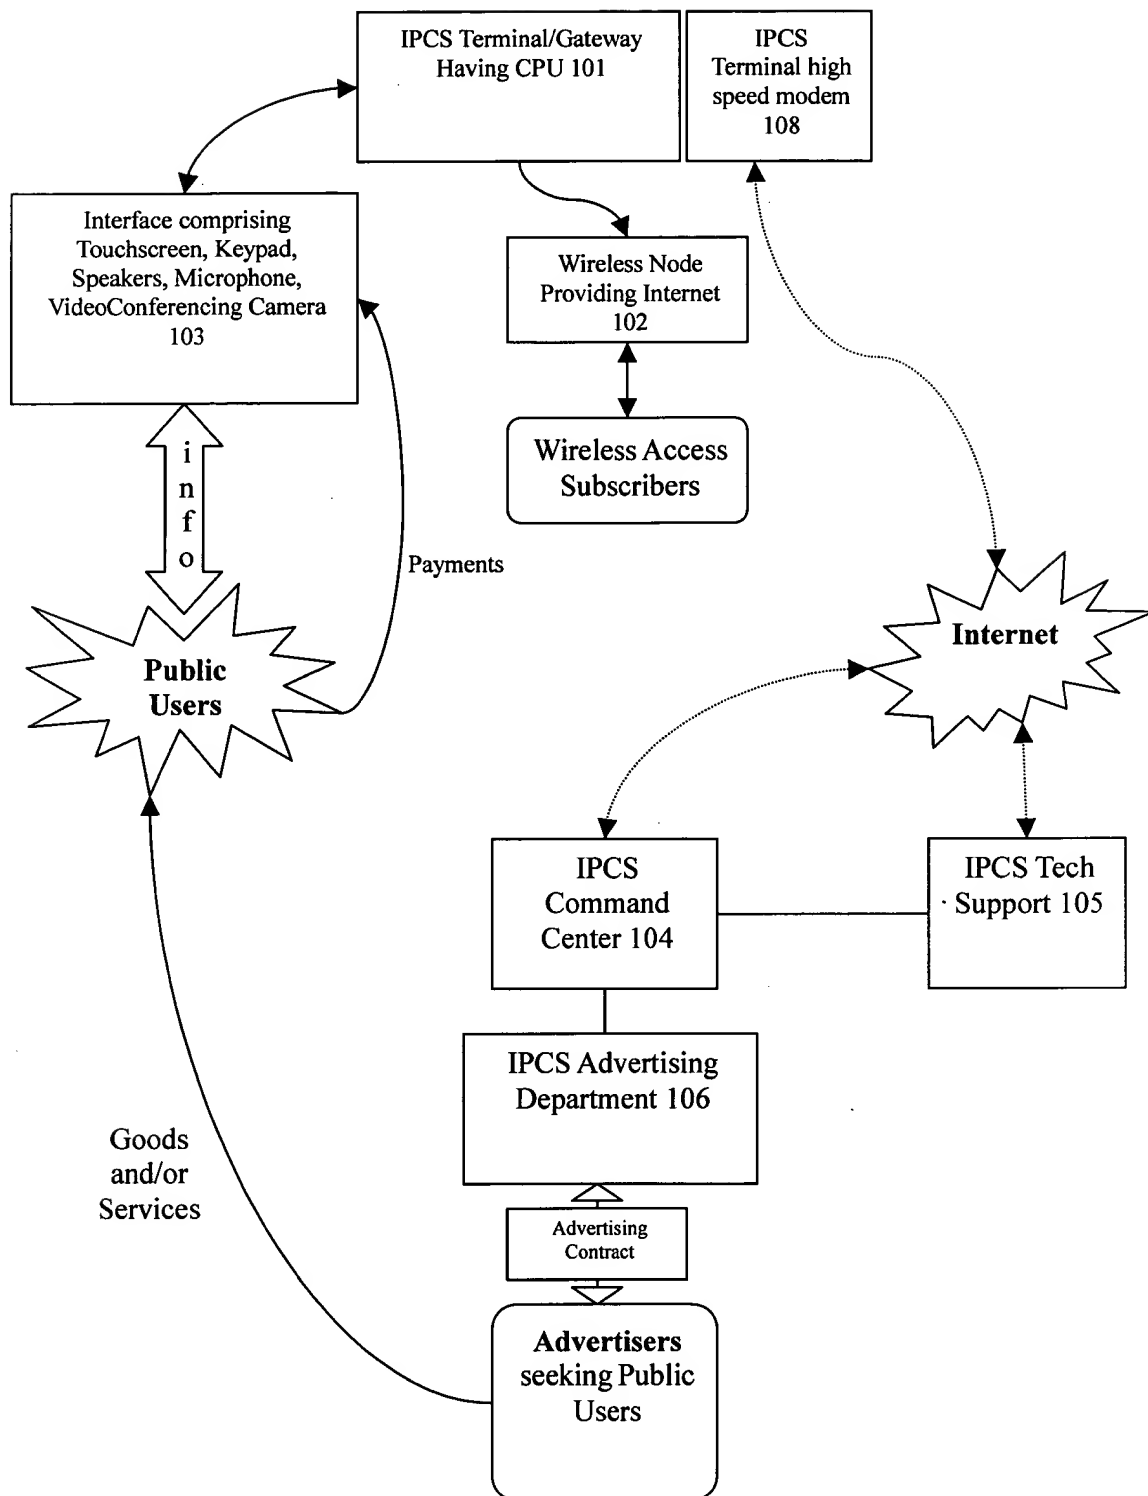 IPCS Terminal/Gateway
Having CPU 101
IPCS
Terminal high
speed modem
108
Interface comprising
Touchscreen, Keypad,
Speakers, Microphone,
VideoConferencing Camera
103
Wireless Node
Providing Internet
102
Wireless Access
Subscribers
i
n
f
o
Payments
Public
Users
Internet
IPCS
Command
Center 104
IPCS Tech
Support 105
IPCS Advertising
Department 106
Goods
and/or
Services
Advertising
Contract
Advertisers
seeking Public
Users